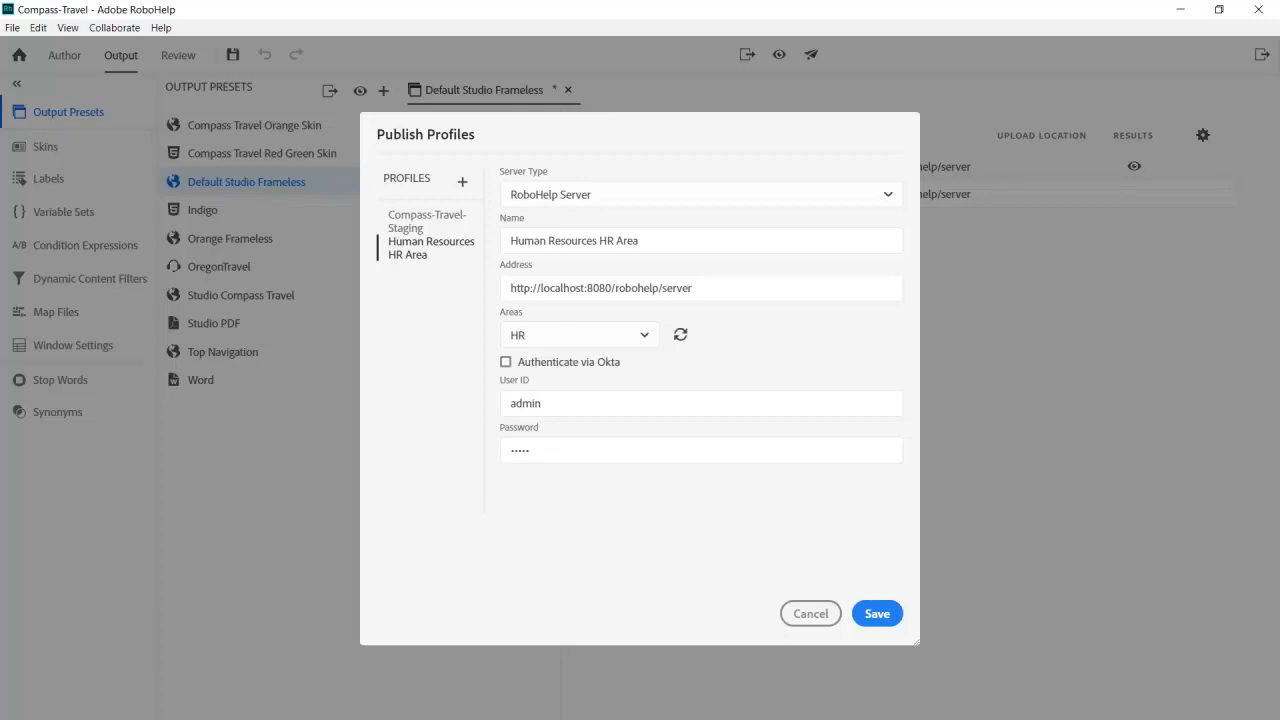 Compass-Travel - Adobe RoboHelp
File Edit View Collaborate Help
Author Output Review
OUTPUT PRESETS
Default Studio Frameless *
Output Presets
Skins
Labels
Variable Sets
Condition Expressions
Dynamic Content Filters
Map Files
Window Settings
Stop Words
Synonyms
Compass Travel Orange Skin
Compass Travel Red Green Skin
Default Studio Frameless
Indigo
Orange Frameless
OregonTravel
Studio Compass Travel
Studio PDF
Top Navigation
Word
Publish Profiles
PROFILES
Compass-Travel-
Staging
Human Resources
HR Area
Server Type
RoboHelp Server
Name
Human Resources HR Area
Address
http://localhost:8080/robohelp/server
Areas
HR
Authenticate via Okta
User ID
admin
Password
•••••
Cancel Save
UPLOAD LOCATION RESULTS
help/server
help/server